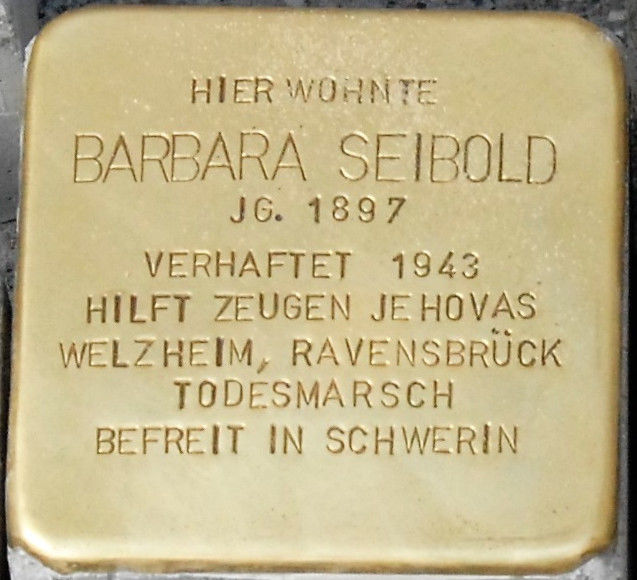 HIER WOHNTE
BARBARA SEIBOLD
JG. 1897
VERHAFTET 1943
HILFT ZEUGEN JEHOVAS
WELZHEIM, RAVENSBRÜCK
TODESMARSCH
BEFREIT IN SCHWERIN